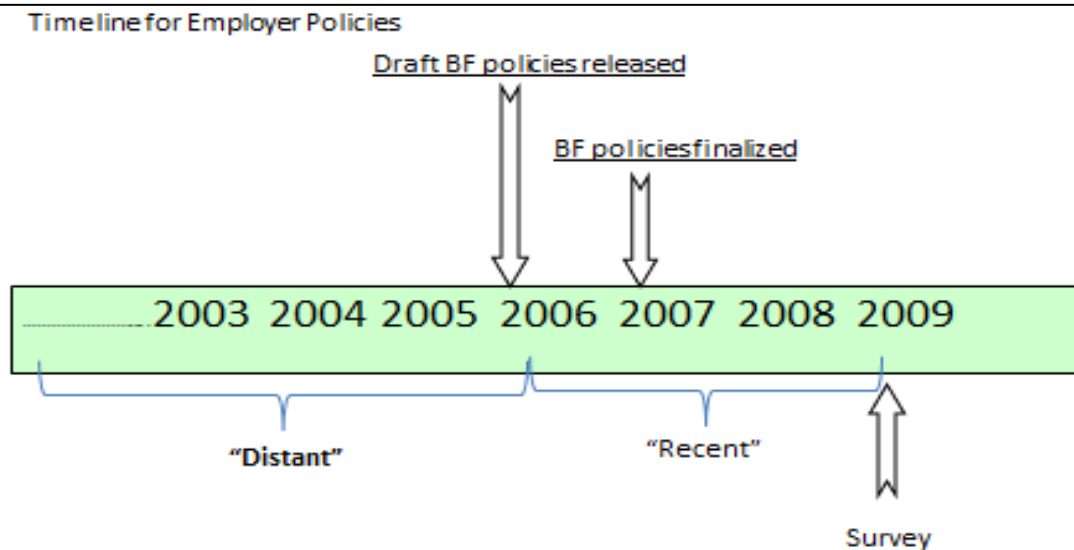 Timeline for Employer Policies
Draft BF policies released
BF policies finalized
2003 2004 2005 2006 2007 2008 2009
“Distant”
“Recent”
Survey